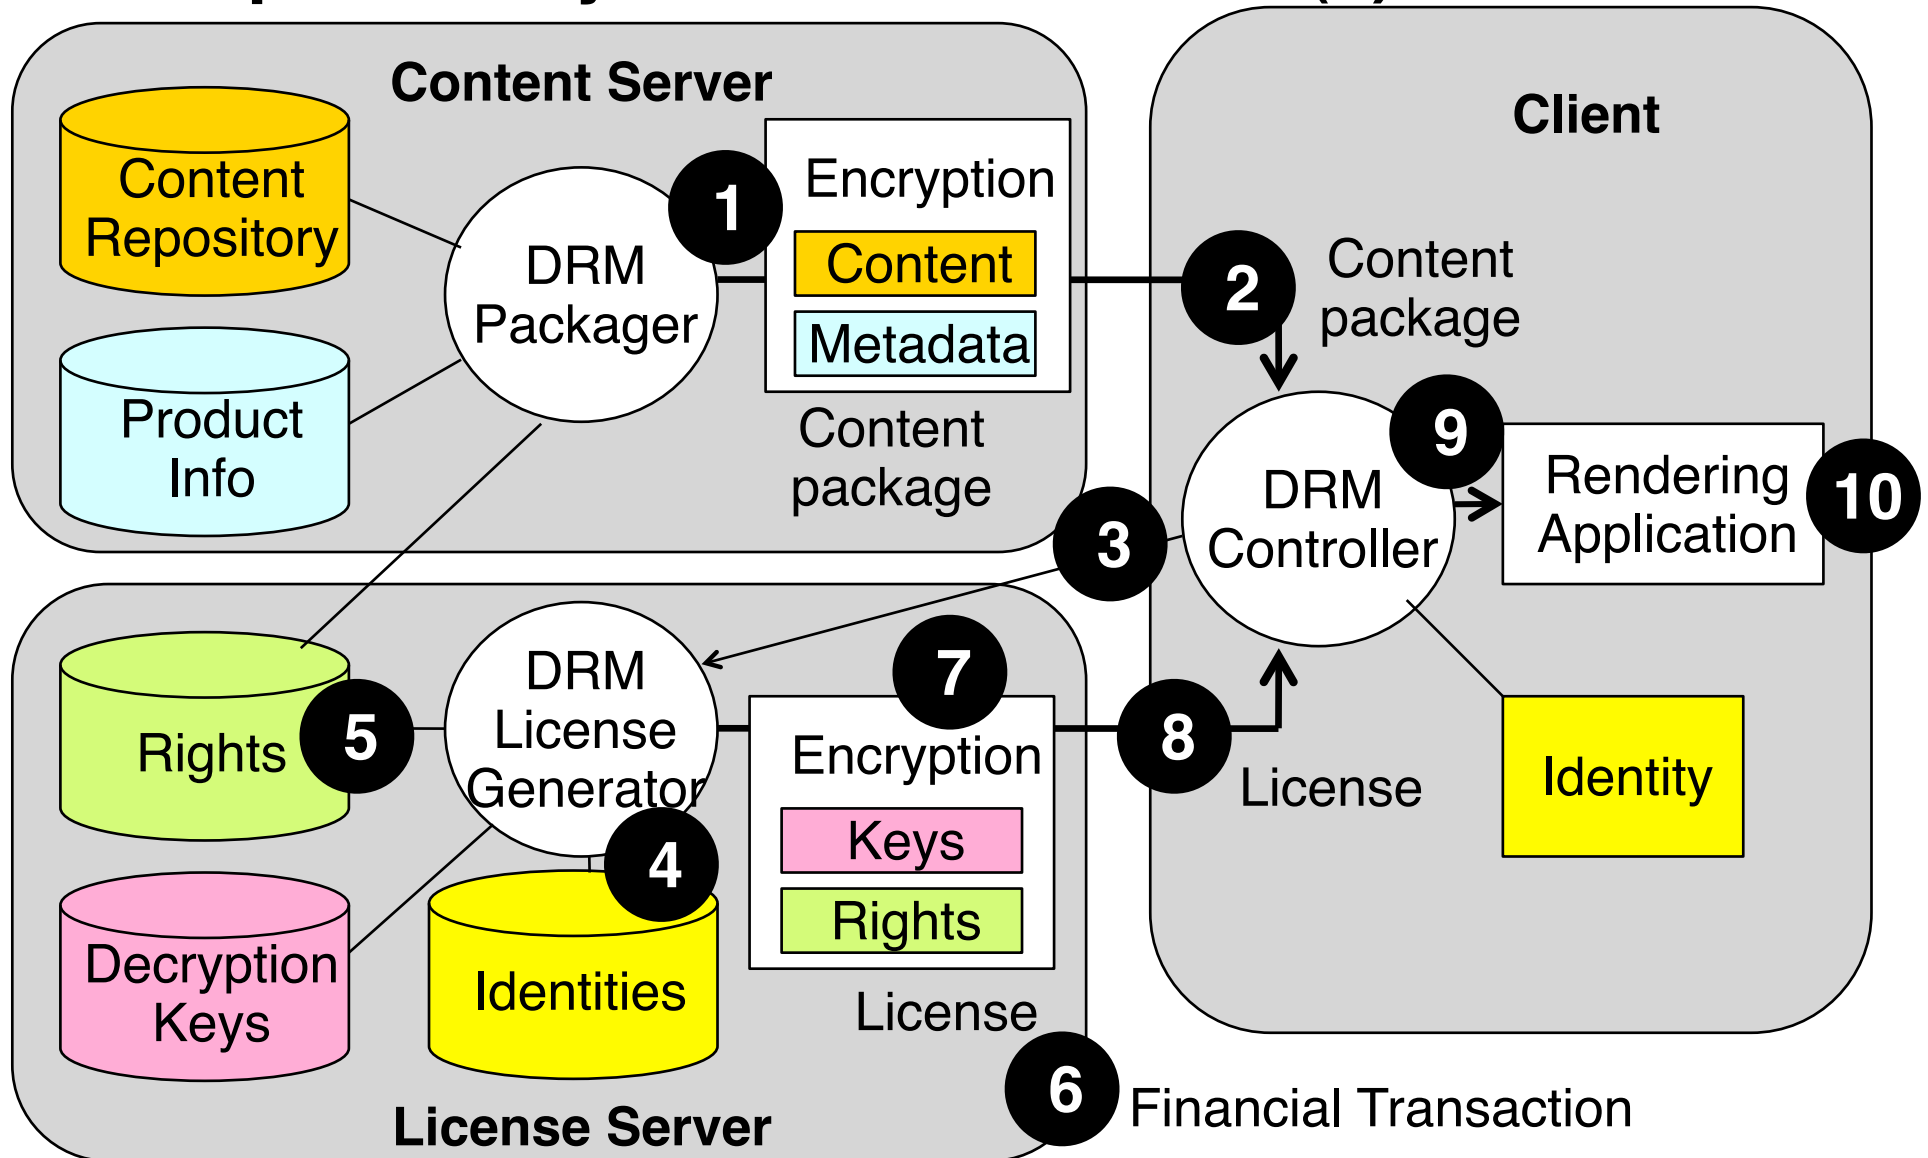 Content Server
Client
Content
Repository
DRM
Packager
1
Encryption
Content
Metadata
2
Content
package
Product
Info
Content
package
9
DRM
Controller
Rendering
Application
10
3
Rights
5
DRM
License
Generator
7
Encryption
Keys
Rights
8
License
Identity
4
Decryption
Keys
Identities
License
6
Financial Transaction
License Server